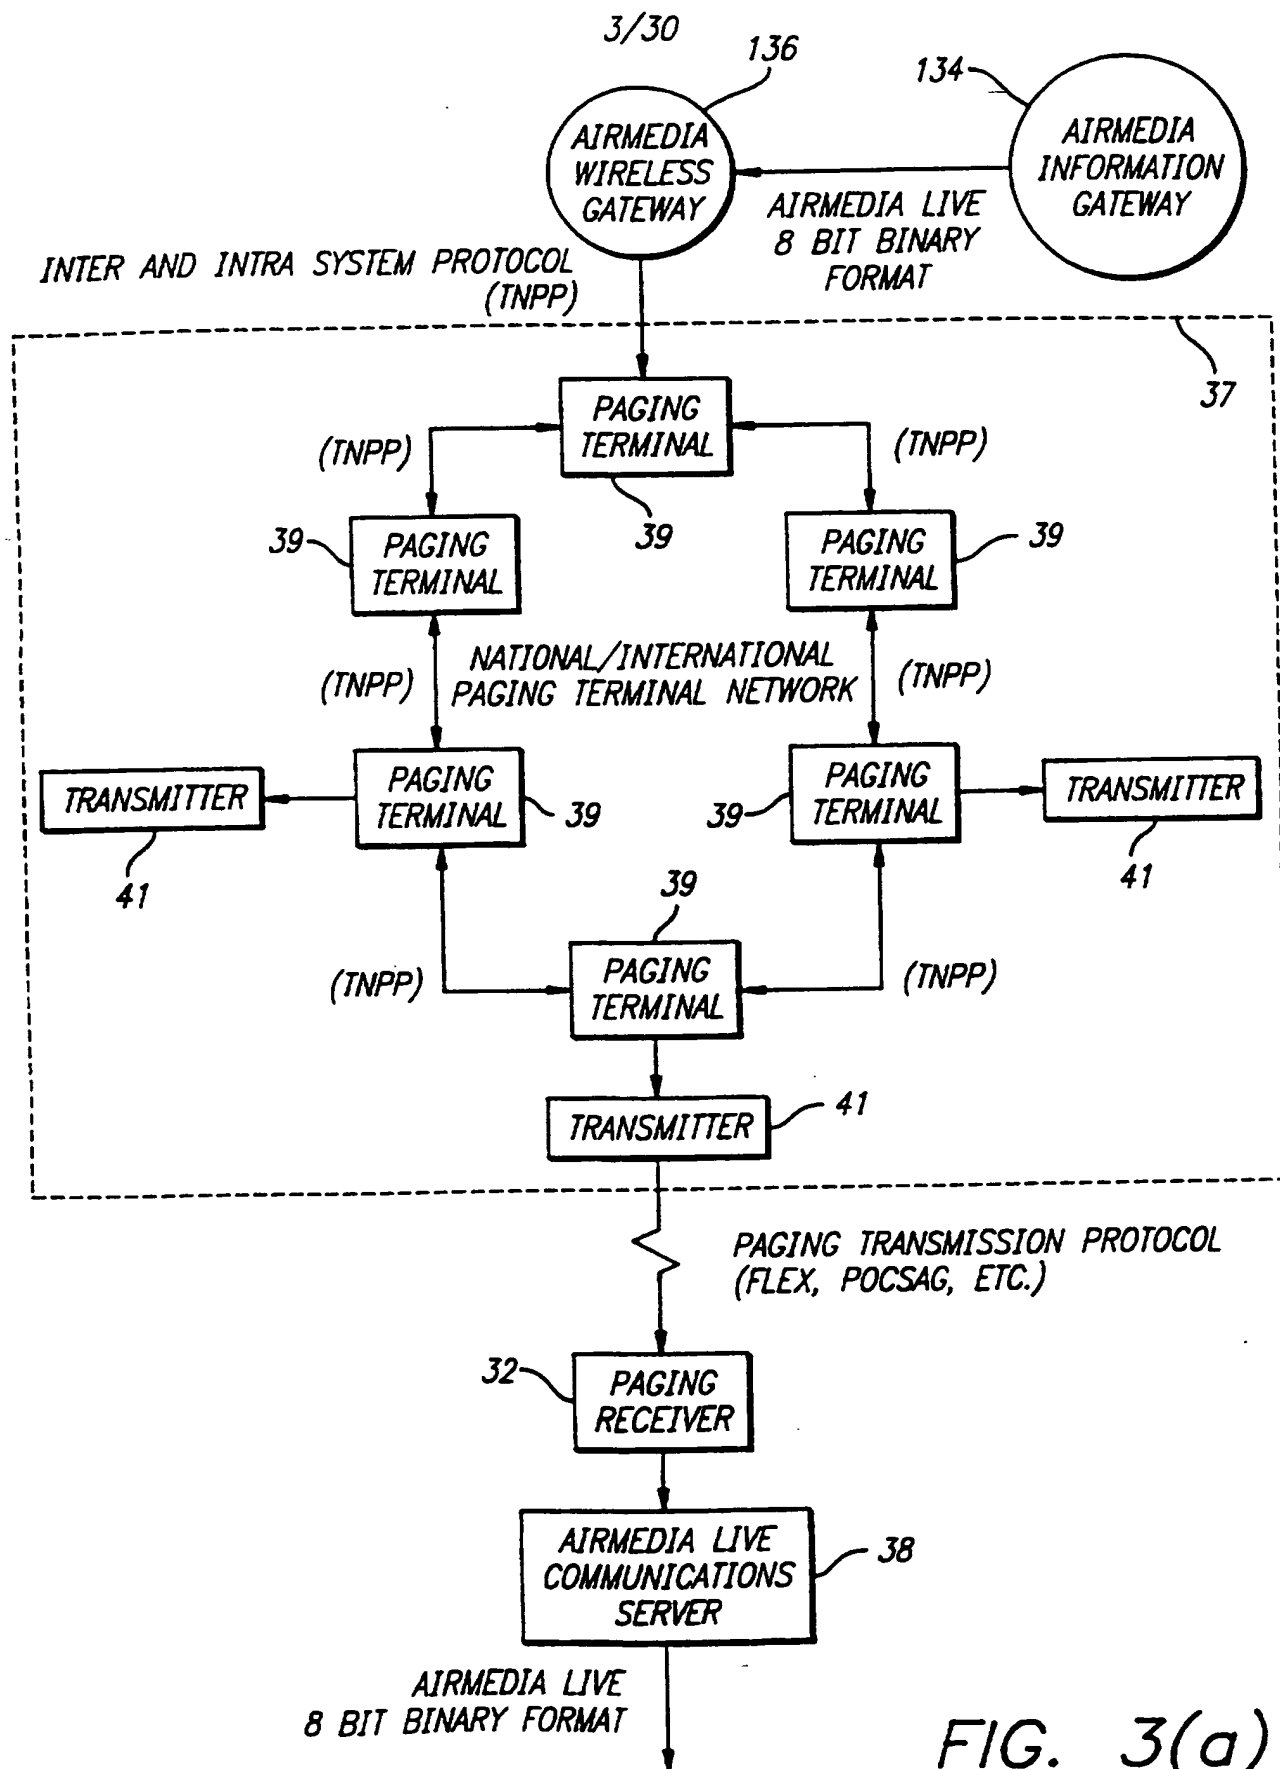 3/30
136
134
AIRMEDIA
WIRELESS
GATEWAY
AIRMEDIA
INFORMATION
GATEWAY
AIRMEDIA LIVE
8 BIT BINARY
FORMAT
INTER AND INTRA SYSTEM PROTOCOL
(TNPP)
37
PAGING
TERMINAL
(TNPP)
(TNPP)
39
39
PAGING
TERMINAL
PAGING
TERMINAL
39
NATIONAL/INTERNATIONAL
PAGING TERMINAL NETWORK
(TNPP)
(TNPP)
TRANSMITTER
41
PAGING
TERMINAL
39
39
PAGING
TERMINAL
TRANSMITTER
41
39
PAGING
TERMINAL
(TNPP)
(TNPP)
TRANSMITTER
41
PAGING TRANSMISSION PROTOCOL
(FLEX, POCSAG, ETC.)
32
PAGING
RECEIVER
AIRMEDIA LIVE
COMMUNICATIONS
SERVER
38
AIRMEDIA LIVE
8 BIT BINARY FORMAT
FIG. 3(a)